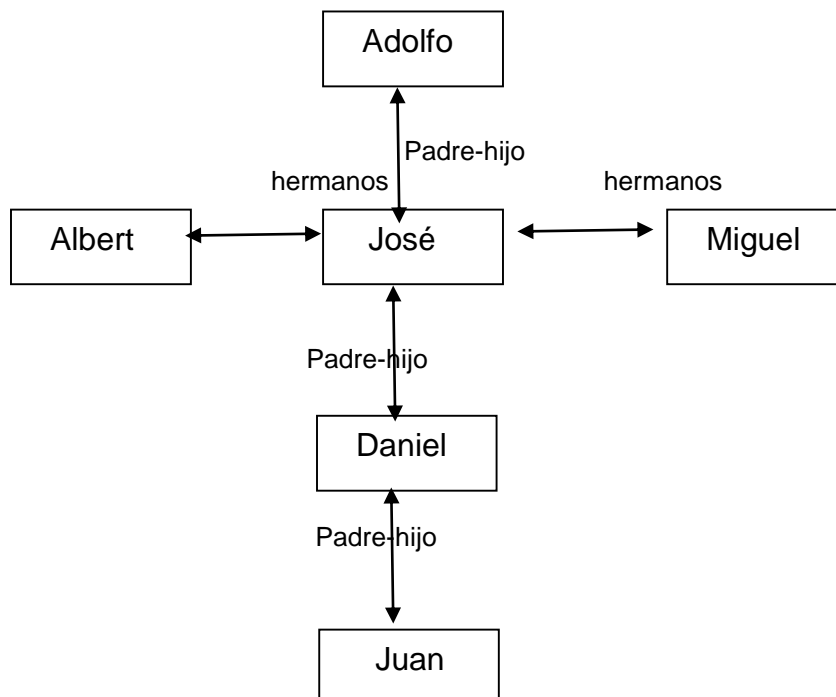 Adolfo
Padre-hijo
hermanos
hermanos
Albert
José
Miguel
Padre-hijo
Daniel
Padre-hijo
Juan